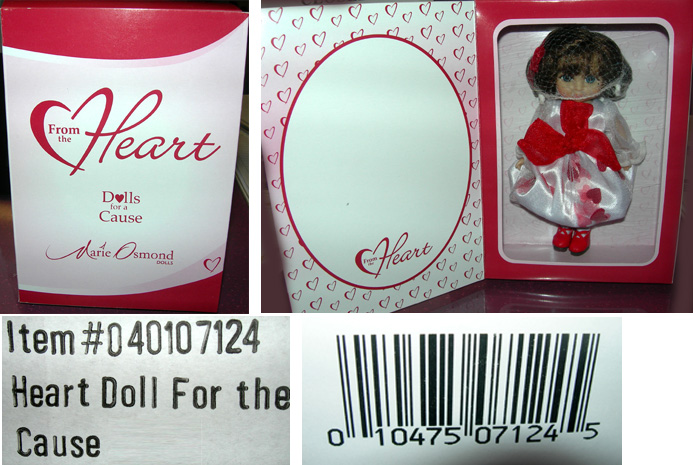 From
the
Heart
Dolls
for a
Cause
Marie Osmond
DOLLS
From
the
Heart
Item #040107124
Heart Doll For the
Cause
0 10475 07124 5